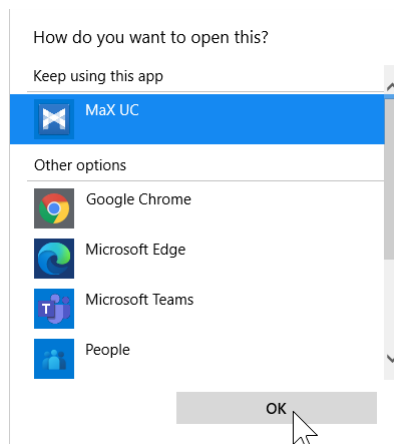 How do you want to open this?
Keep using this app
MaX UC
Other options
Google Chrome
Microsoft Edge
Microsoft Teams
People
OK